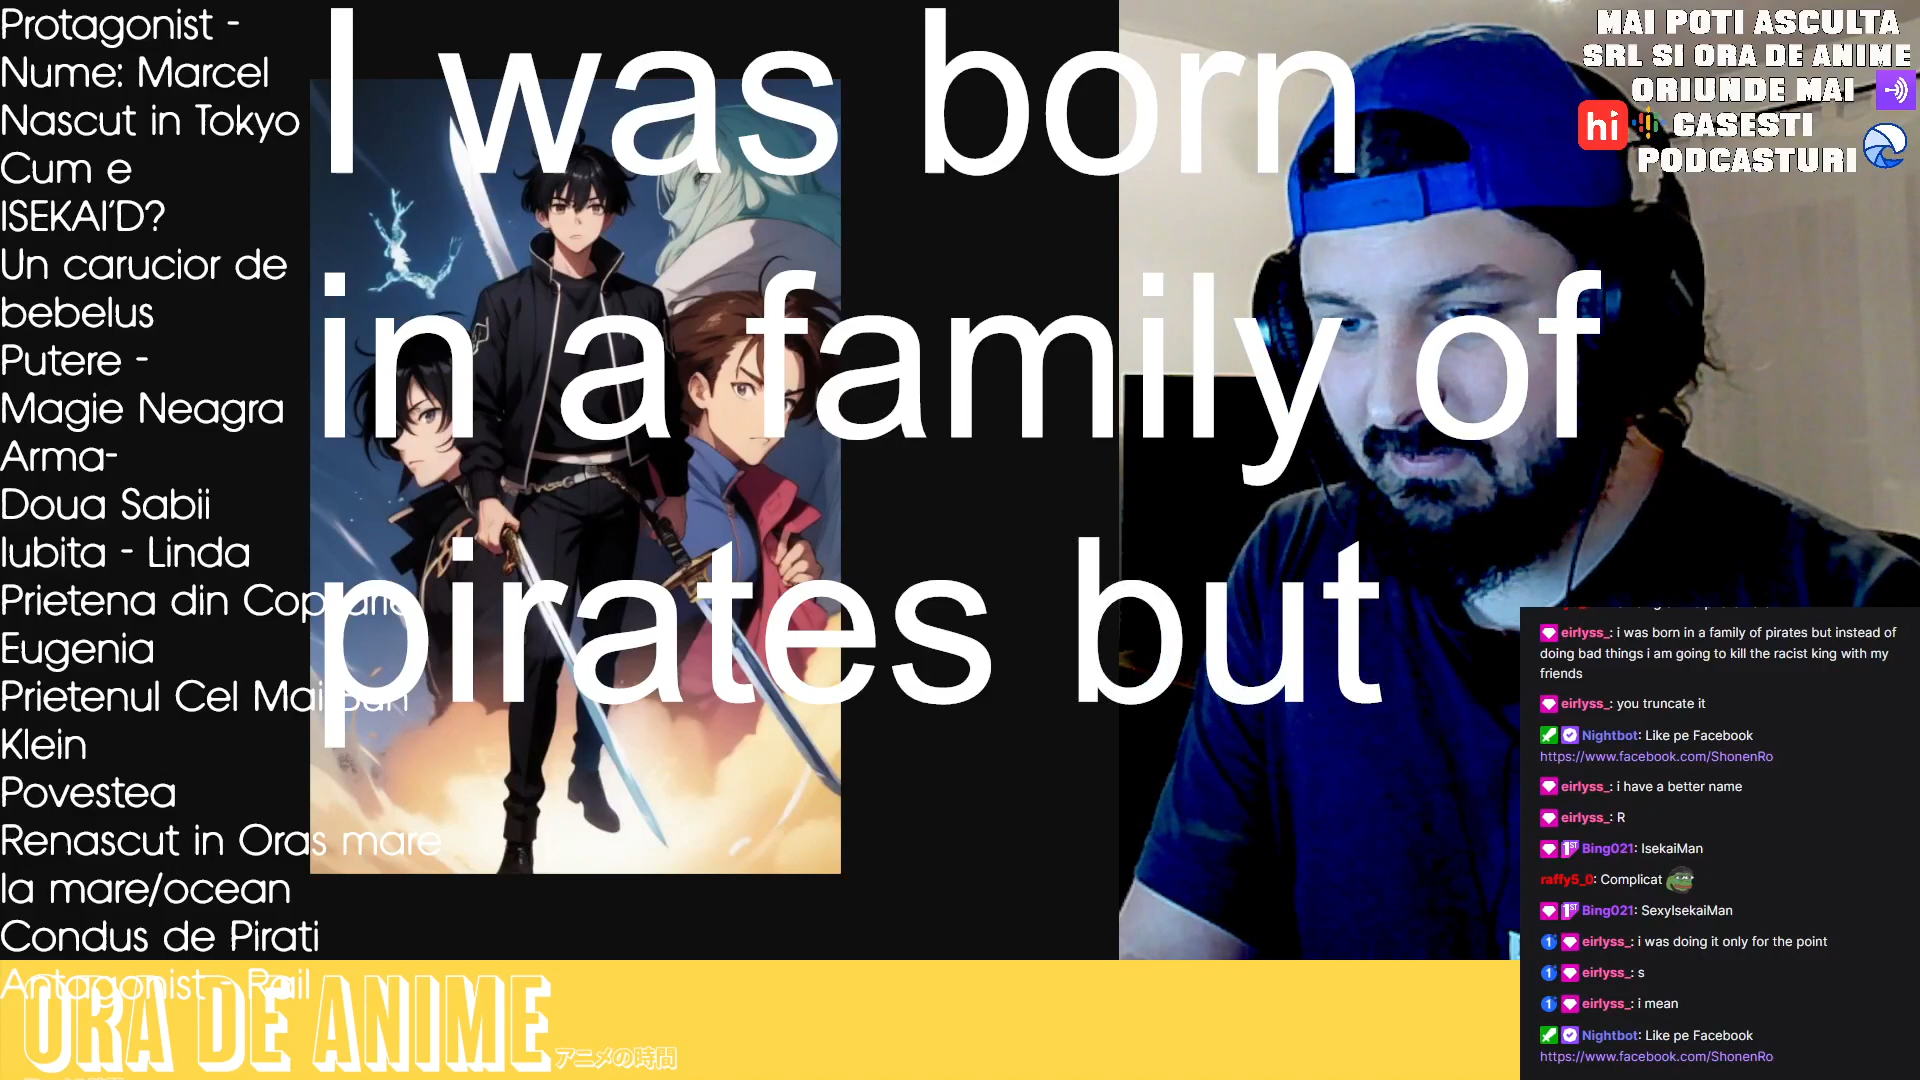 Protagonist -
Nume: Marcel
Nascut in Tokyo
Cum e
ISEKAI'D?
Un carucior de
bebelus
Putere -
Magie Neagra
Arma-
Doua Sabii
Iubita - Linda
Prietena din Copilarie
Eugenia
Prietenul Cel Mai Bun
Klein
Povestea
Renascut in Oras mare
la mare/ocean
Condus de Pirati
Antagonist - Rail
I was born
in a family of
pirates but
MAI POTI ASCULTA
SRL SI ORA DE ANIME
ORIUNDE MAI
hi GASESTI
PODCASTURI
eirlyss_: i was born in a family of pirates but instead of
doing bad things i am going to kill the racist king with my
friends
eirlyss_: you truncate it
Nightbot: Like pe Facebook
https://www.facebook.com/ShonenRo
eirlyss_: i have a better name
eirlyss_: R
1ST Bing021: IsekaiMan
raffy5_0: Complicat
1ST Bing021: SexyIsekaiMan
1 eirlyss_: i was doing it only for the point
1 eirlyss_: s
1 eirlyss_: i mean
Nightbot: Like pe Facebook
https://www.facebook.com/ShonenRo
ORA DE ANIME
アニメの時間